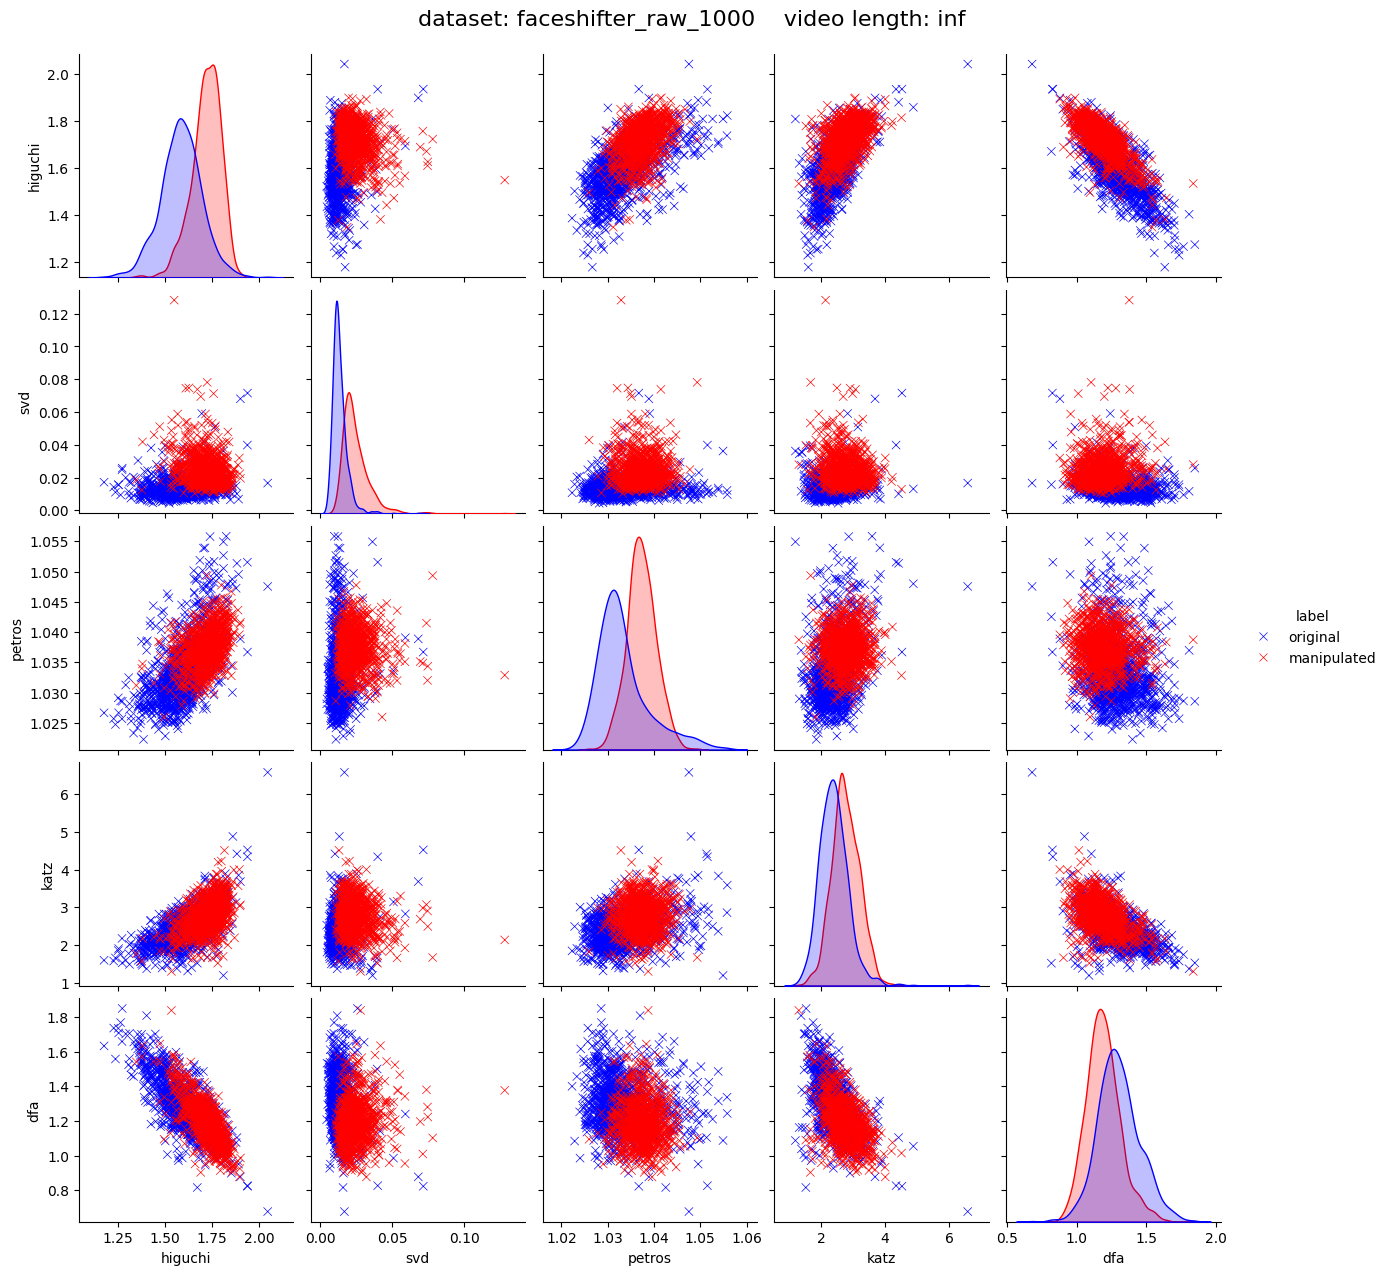 dataset: faceshifter_raw_1000    video length: inf
higuchi
2.0
1.8
1.6
1.4
1.2
svd
0.12
0.10
0.08
0.06
0.04
0.02
0.00
petros
1.055
1.050
1.045
1.040
1.035
1.030
1.025
label
original
manipulated
katz
6
5
4
3
2
1
dfa
1.8
1.6
1.4
1.2
1.0
0.8
1.25 1.50 1.75 2.00
0.00 0.05 0.10
1.02 1.03 1.04 1.05 1.06
2 4 6
0.5 1.0 1.5 2.0
higuchi
svd
petros
katz
dfa